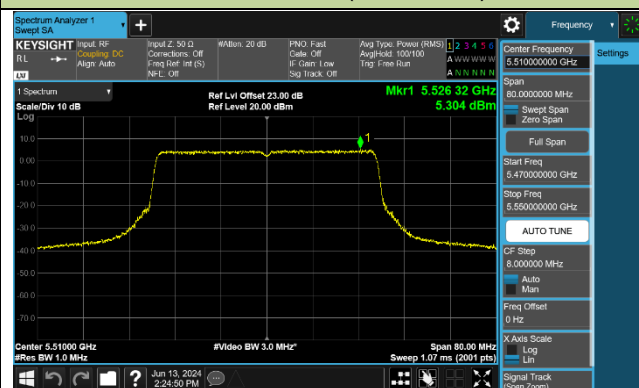 Spectrum Analyzer 1
Swept SA
Frequency
KEYSIGHT
RL
LXI
Input: RF
Coupling: DC
Align: Auto
Input Z: 50 Ω
Corrections: Off
Freq Ref: Int (S)
NFE: Off
#Atten: 20 dB
PNO: Fast
Gate: Off
IF Gain: Low
Sig Track: Off
Avg Type: Power (RMS)
Avg|Hold: 100/100
Trig: Free Run
1 2 3 4 5 6
A W W W W W
A N N N N N
1 Spectrum
Scale/Div 10 dB
Log
Ref Lvl Offset 23.00 dB
Ref Level 20.00 dBm
Mkr1 5.526 32 GHz
5.304 dBm
1
10.0
0.00
-10.0
-20.0
-30.0
-40.0
-50.0
-60.0
-70.0
Center 5.51000 GHz
#Res BW 1.0 MHz
#Video BW 3.0 MHz*
Span 80.00 MHz
Sweep 1.07 ms (2001 pts)
Jun 13, 2024
2:24:50 PM
Center Frequency
5.510000000 GHz
Settings
Span
80.0000000 MHz
Swept Span
Zero Span
Full Span
Start Freq
5.470000000 GHz
Stop Freq
5.550000000 GHz
AUTO TUNE
CF Step
8.000000 MHz
Auto
Man
Freq Offset
0 Hz
X Axis Scale
Log
Lin
Signal Track
(Span Zoom)